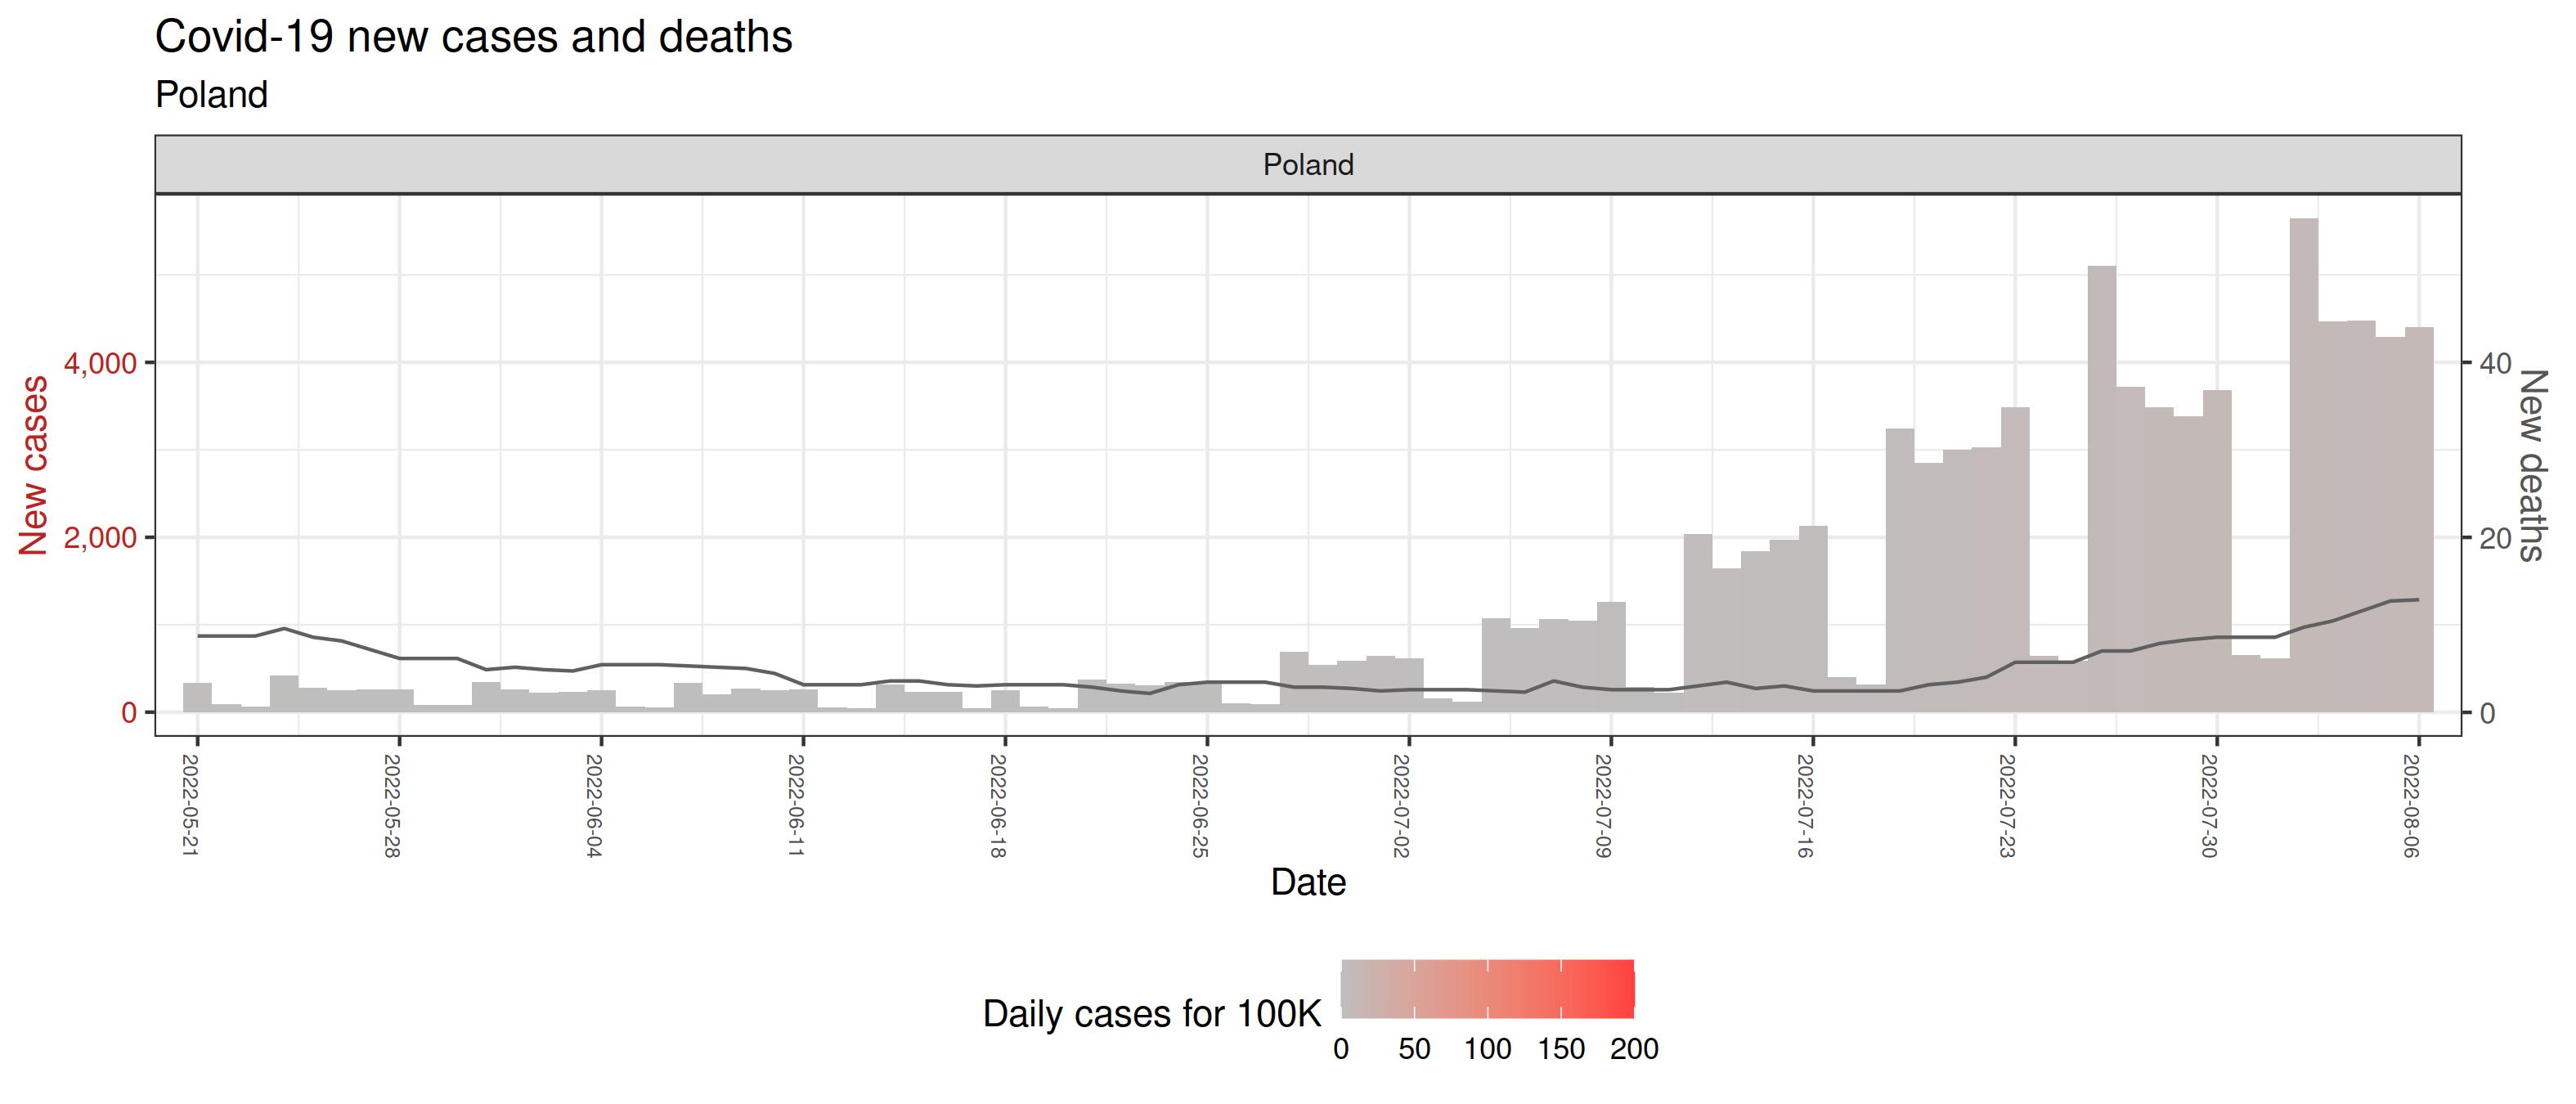 Covid-19 new cases and deaths
Poland
Poland
New cases
4,000
2,000
0
40
20
0
New deaths
2022-05-21
2022-05-28
2022-06-04
2022-06-11
2022-06-18
2022-06-25
2022-07-02
2022-07-09
2022-07-16
2022-07-23
2022-07-30
2022-08-06
Date
Daily cases for 100K
0 50 100 150 200